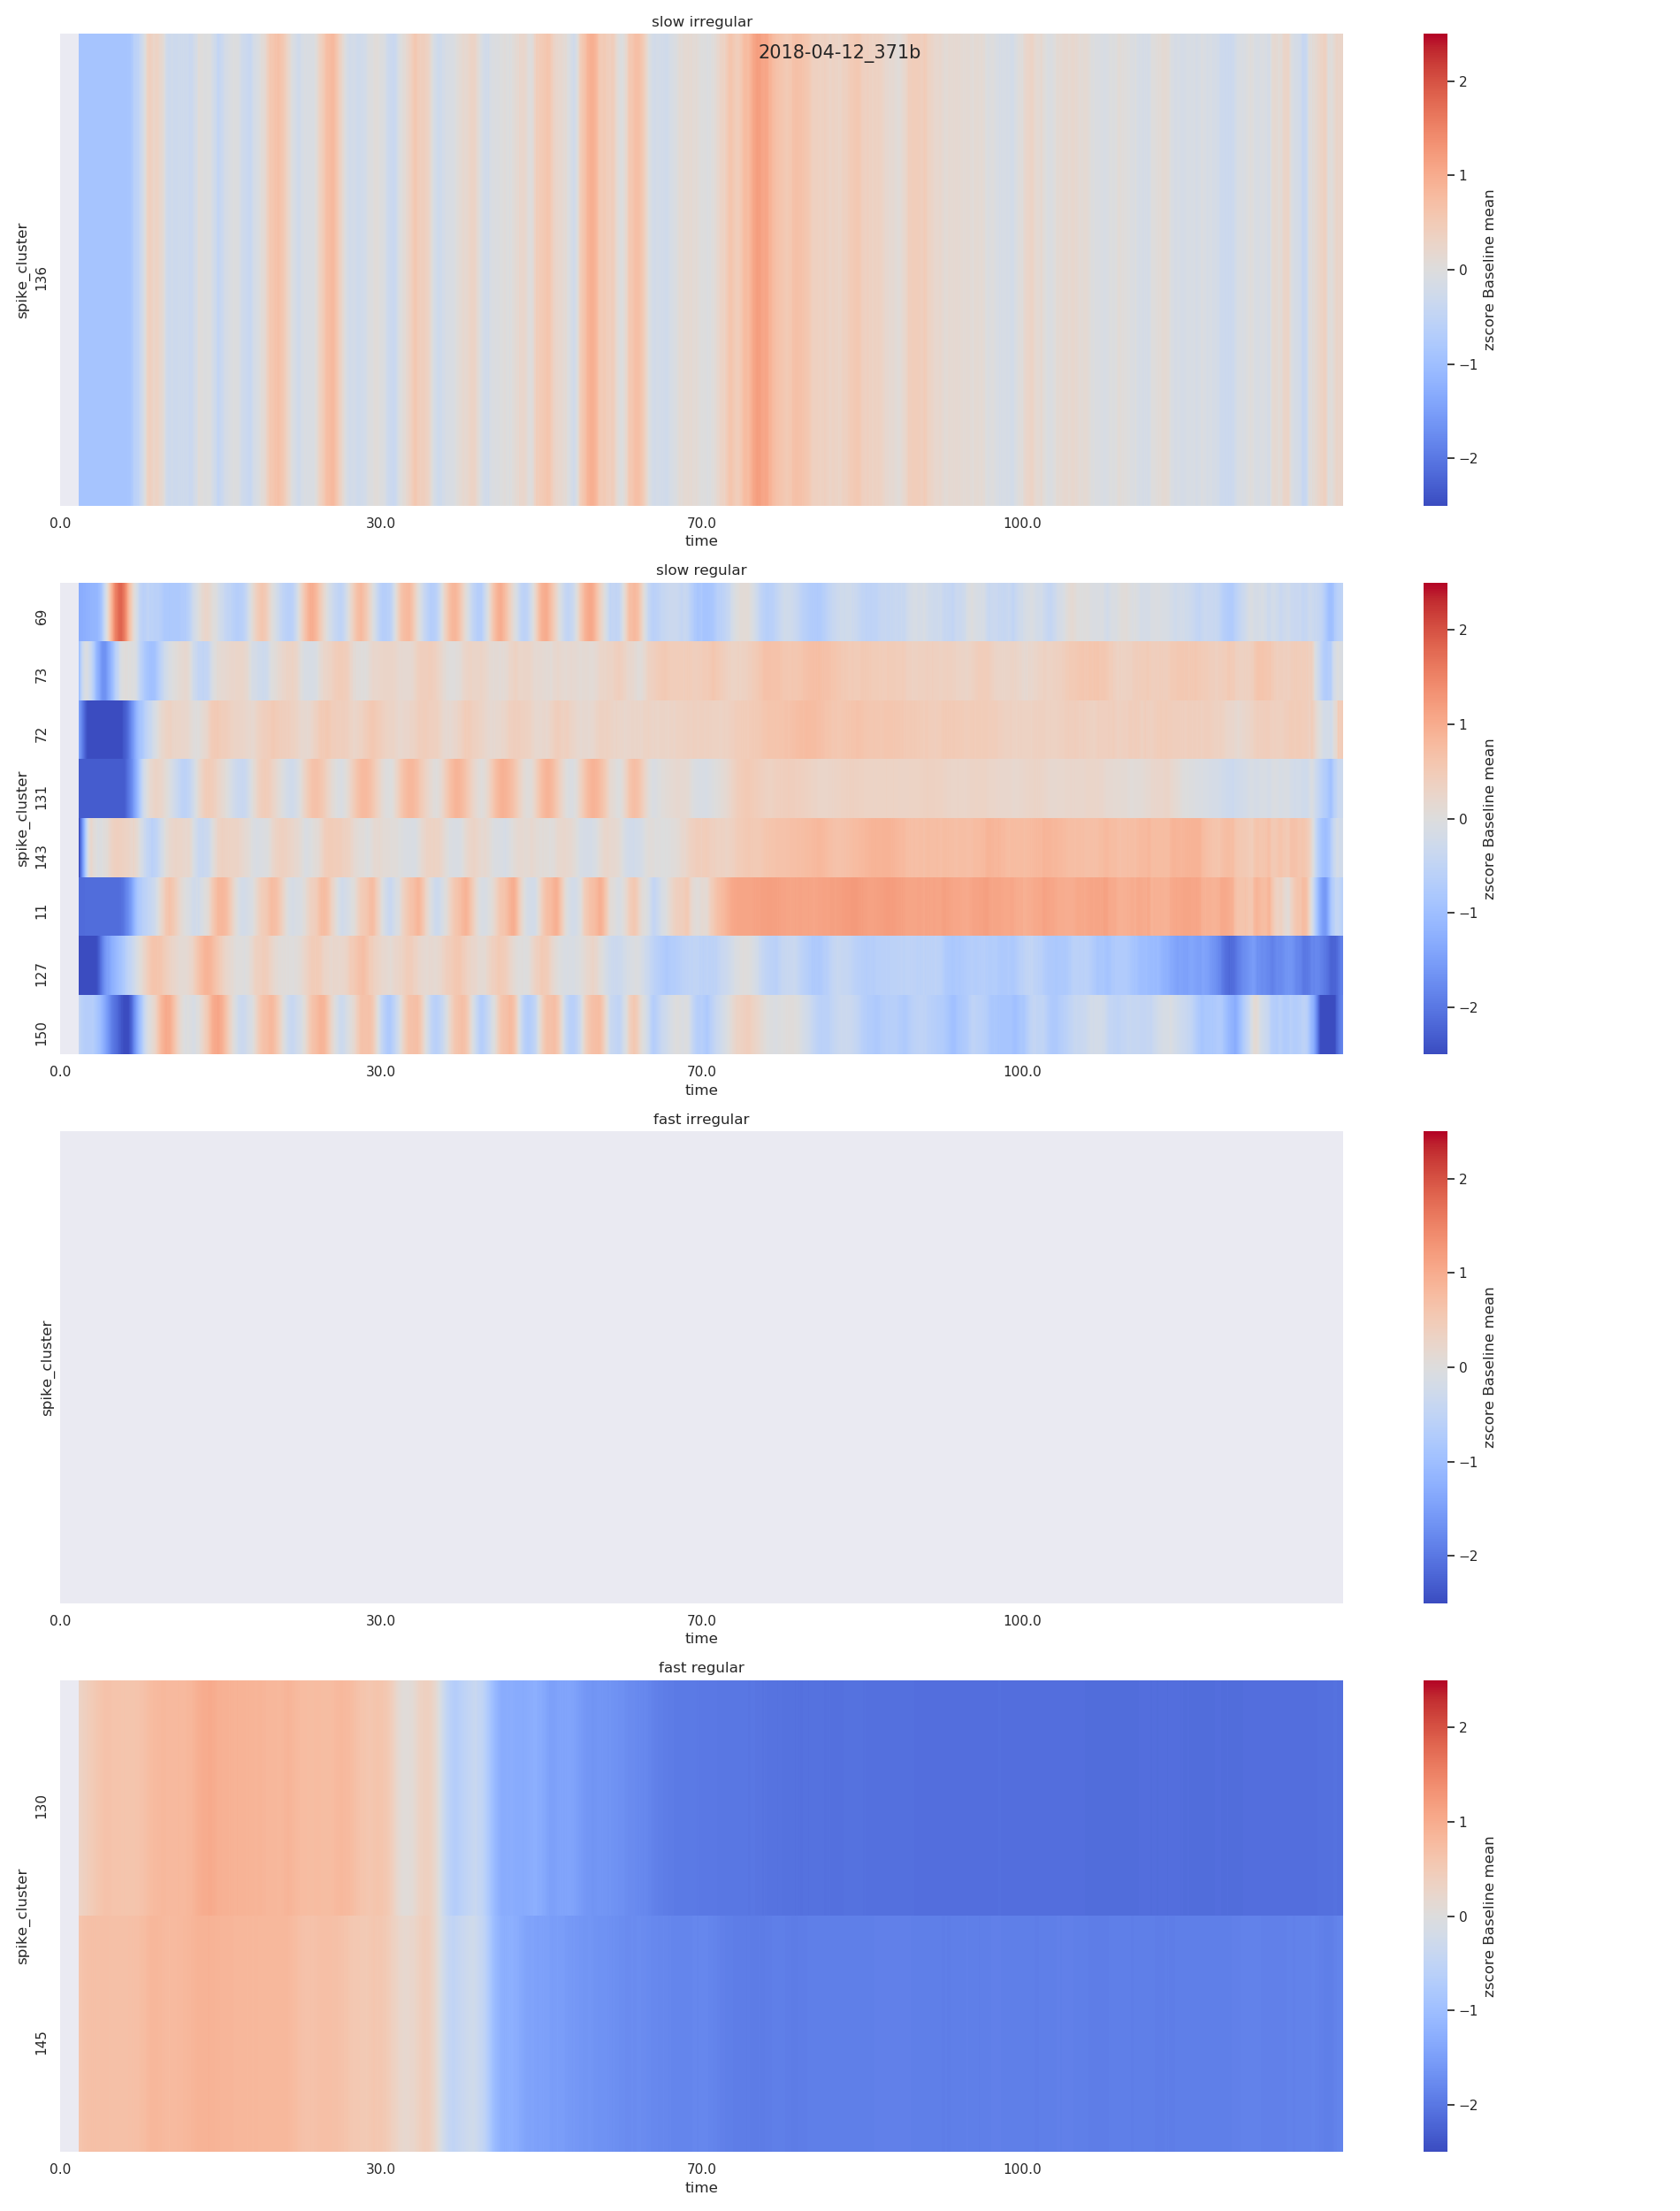 slow irregular
2018-04-12_371b
spike_cluster
136
0.0 30.0 70.0 100.0
time
2
1
0
−1
−2
zscore Baseline mean
slow regular
spike_cluster
69
73
72
131
143
11
127
150
0.0 30.0 70.0 100.0
time
2
1
0
−1
−2
zscore Baseline mean
fast irregular
spike_cluster
0.0 30.0 70.0 100.0
time
2
1
0
−1
−2
zscore Baseline mean
fast regular
spike_cluster
130
145
0.0 30.0 70.0 100.0
time
2
1
0
−1
−2
zscore Baseline mean